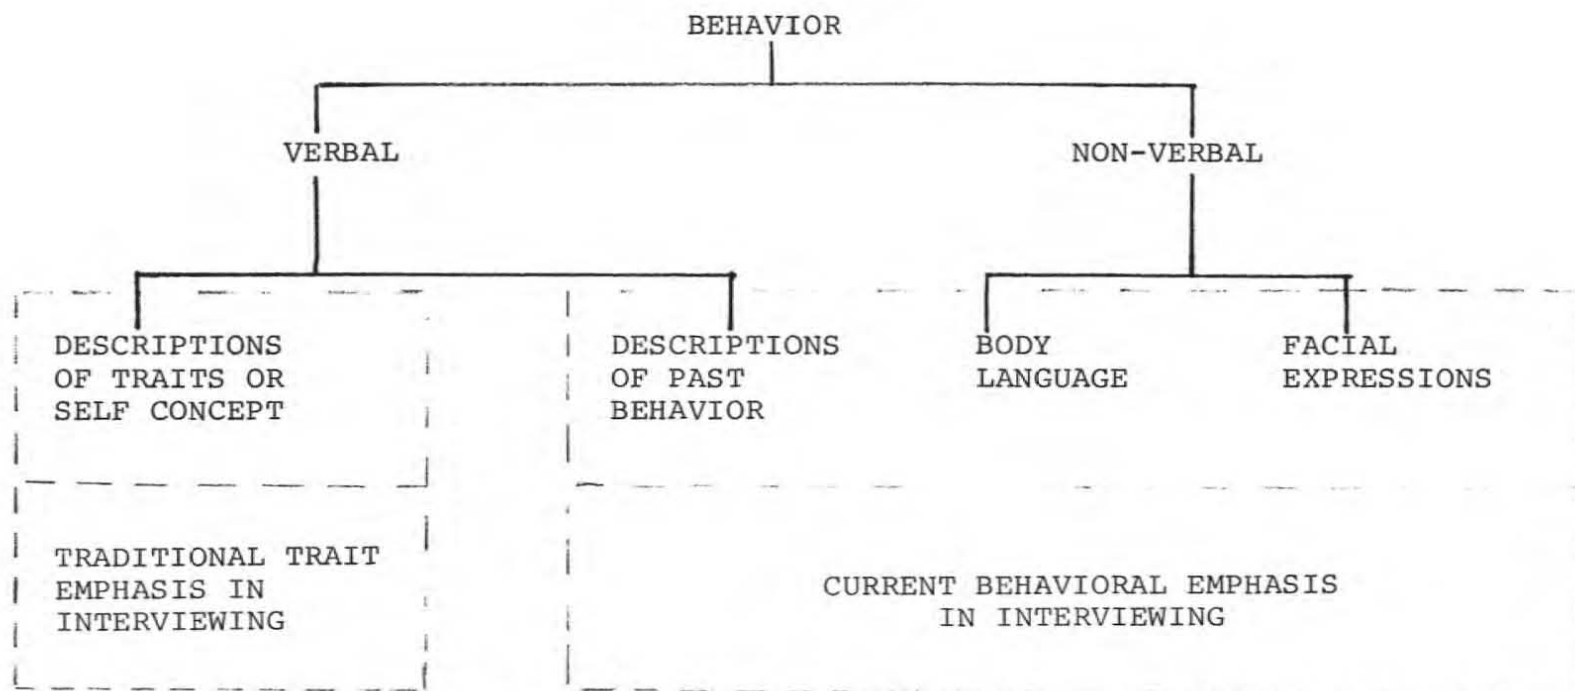 BEHAVIOR
VERBAL
NON-VERBAL
DESCRIPTIONS
OF TRAITS OR
SELF CONCEPT
DESCRIPTIONS
OF PAST
BEHAVIOR
BODY
LANGUAGE
FACIAL
EXPRESSIONS
TRADITIONAL TRAIT
EMPHASIS IN
INTERVIEWING
CURRENT BEHAVIORAL EMPHASIS
IN INTERVIEWING